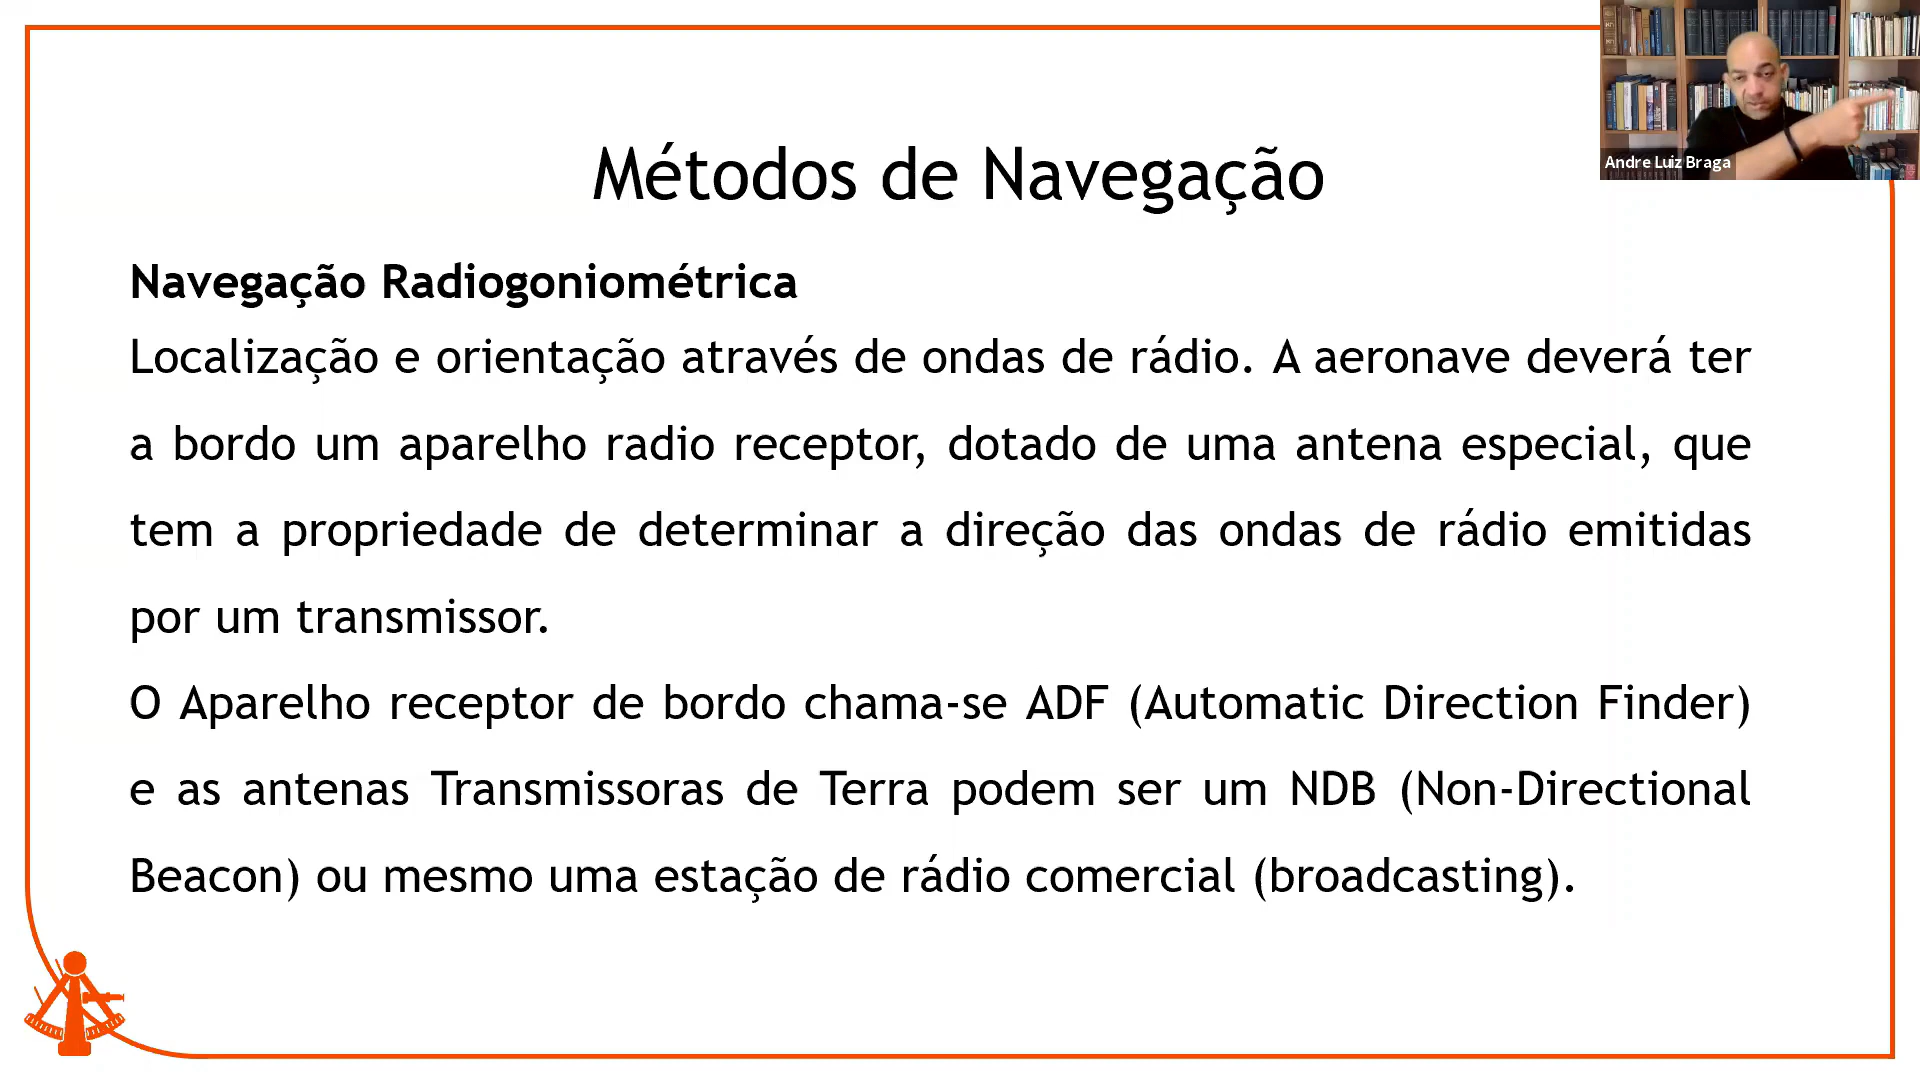 Andre Luiz Braga
Métodos de Navegação
Navegação Radiogoniométrica
Localização e orientação através de ondas de rádio. A aeronave deverá ter
a bordo um aparelho radio receptor, dotado de uma antena especial, que
tem a propriedade de determinar a direção das ondas de rádio emitidas
por um transmissor.
O Aparelho receptor de bordo chama-se ADF (Automatic Direction Finder)
e as antenas Transmissoras de Terra podem ser um NDB (Non-Directional
Beacon) ou mesmo uma estação de rádio comercial (broadcasting).